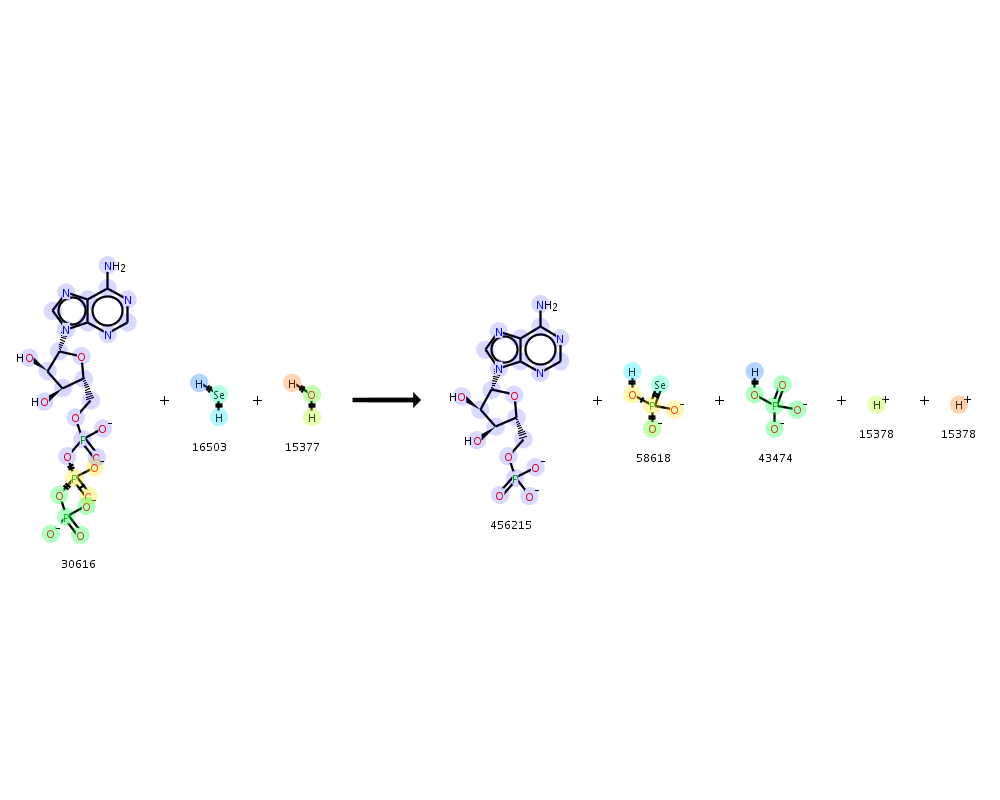 NH2
N
N
N
N
HO
O
HO
O
O-
P
O
O
O-
P
O
O
O-
P
O-
O
30616
+
H
Se
H
16503
+
H
O
H
15377
NH2
N
N
N
N
HO
O
HO
O
O-
P
O
O-
456215
+
H
Se
O
P
O-
O-
58618
+
H
O
O
P
O-
O-
43474
+
H+
15378
+
H+
15378